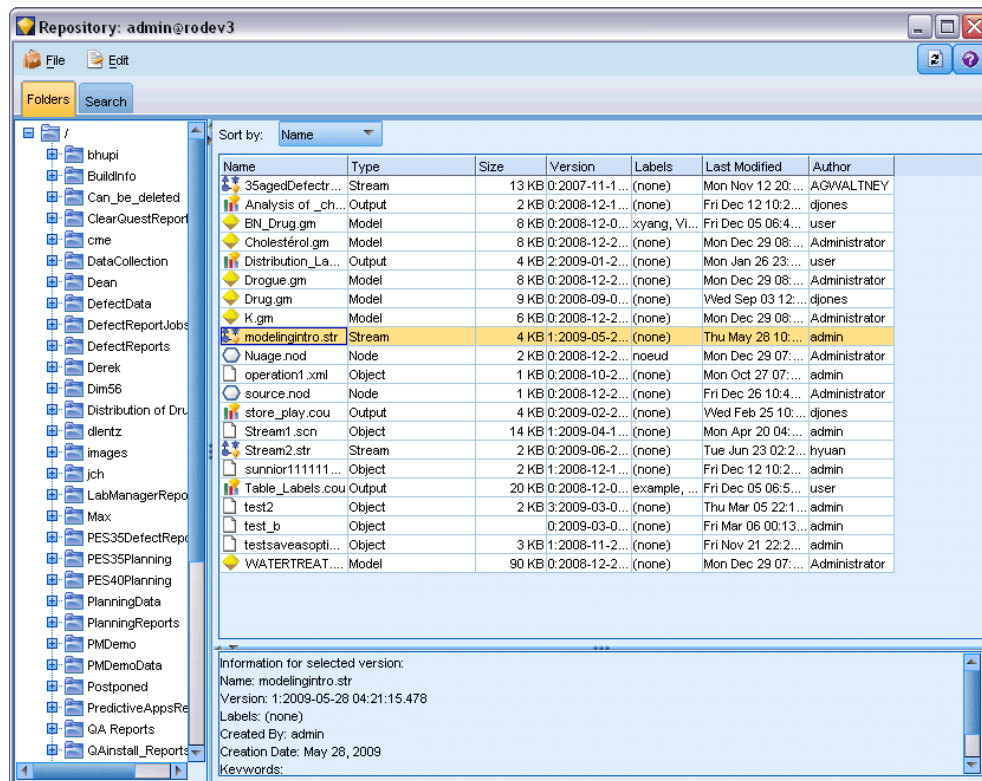 Repository: admin@rodev3
File Edit
Folders Search
/
bhupi
BuildInfo
Can_be_deleted
ClearQuestReport
cme
DataCollection
Dean
DefectData
DefectReportJobs
DefectReports
Derek
Dim56
Distribution of Dru
dlentz
images
jch
LabManagerRepo
Max
PES35DefectRepo
PES35Planning
PES40Planning
PlanningData
PlanningReports
PMDemo
PMDemoData
Postponed
PredictiveAppsRe
QA Reports
QAinstall_Reports
Sort by: Name
Name Type Size Version Labels Last Modified Author
35agedDefectr... Stream 13 KB 0:2007-11-1... (none) Mon Nov 12 20:... AGWALTNEY
Analysis of _ch... Output 2 KB 0:2008-12-1... (none) Fri Dec 12 10:2... djones
BN_Drug.gm Model 8 KB 0:2008-12-0... xyang, Vi... Fri Dec 05 06:4... user
Cholestérol.gm Model 8 KB 0:2008-12-2... (none) Mon Dec 29 08:... Administrator
Distribution_La... Output 4 KB 2:2009-01-2... (none) Mon Jan 26 23:... user
Drogue.gm Model 8 KB 0:2008-12-2... (none) Mon Dec 29 08:... Administrator
Drug.gm Model 9 KB 0:2008-09-0... (none) Wed Sep 03 12:... djones
K.gm Model 6 KB 0:2008-12-2... (none) Mon Dec 29 08:... Administrator
modelingintro.str Stream 4 KB 1:2009-05-2... (none) Thu May 28 10:... admin
Nuage.nod Node 2 KB 0:2008-12-2... noeud Mon Dec 29 07:... Administrator
operation1.xml Object 1 KB 0:2008-10-2... (none) Mon Oct 27 07:... admin
source.nod Node 1 KB 0:2008-12-2... (none) Fri Dec 26 10:4... Administrator
store_play.cou Output 4 KB 0:2009-02-2... (none) Wed Feb 25 10:... djones
Stream1.scn Object 14 KB 1:2009-04-1... (none) Mon Apr 20 04:... admin
Stream2.str Stream 2 KB 0:2009-06-2... (none) Tue Jun 23 02:2... hyuan
sunnior111111... Object 2 KB 1:2008-12-1... (none) Fri Dec 12 10:2... admin
Table_Labels.cou Output 20 KB 0:2008-12-0... example, ... Fri Dec 05 06:5... user
test2 Object 2 KB 3:2009-03-0... (none) Thu Mar 05 22:1... admin
test_b Object 0:2009-03-0... (none) Fri Mar 06 00:13... admin
testsaveasopti... Object 3 KB 1:2008-11-2... (none) Fri Nov 21 22:2... admin
WATERTREAT.... Model 90 KB 0:2008-12-2... (none) Mon Dec 29 07:... Administrator
Information for selected version:
Name: modelingintro.str
Version: 1:2009-05-28 04:21:15.478
Labels: (none)
Created By: admin
Creation Date: May 28, 2009
Keywords: